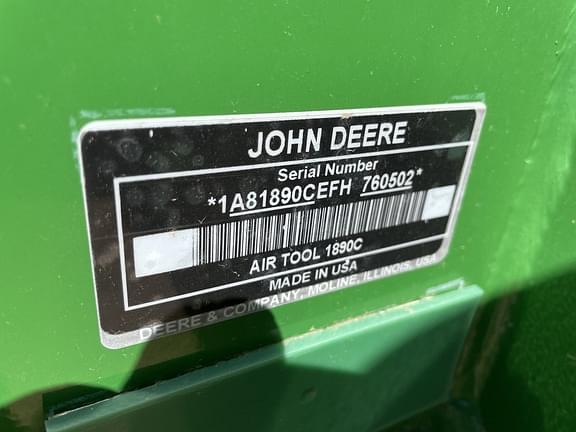 JOHN DEERE
Serial Number
*1A81890CEFH 760502*
AIR TOOL 1890C
MADE IN USA
DEERE & COMPANY, MOLINE, ILLINOIS, USA